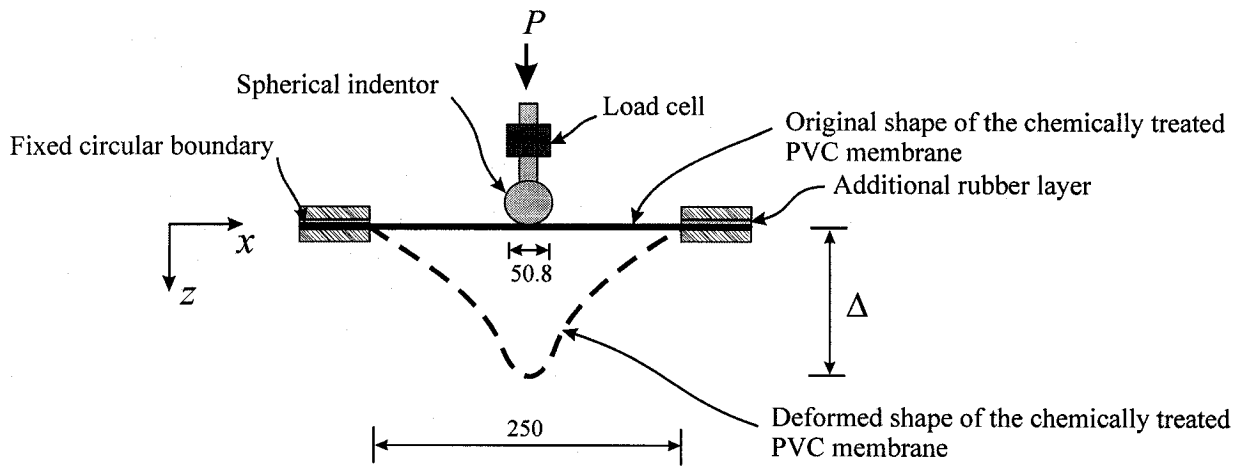 P
Spherical indentor
Load cell
Original shape of the chemically treated
PVC membrane
Fixed circular boundary
Additional rubber layer
x
50.8
z
Δ
Deformed shape of the chemically treated
PVC membrane
250